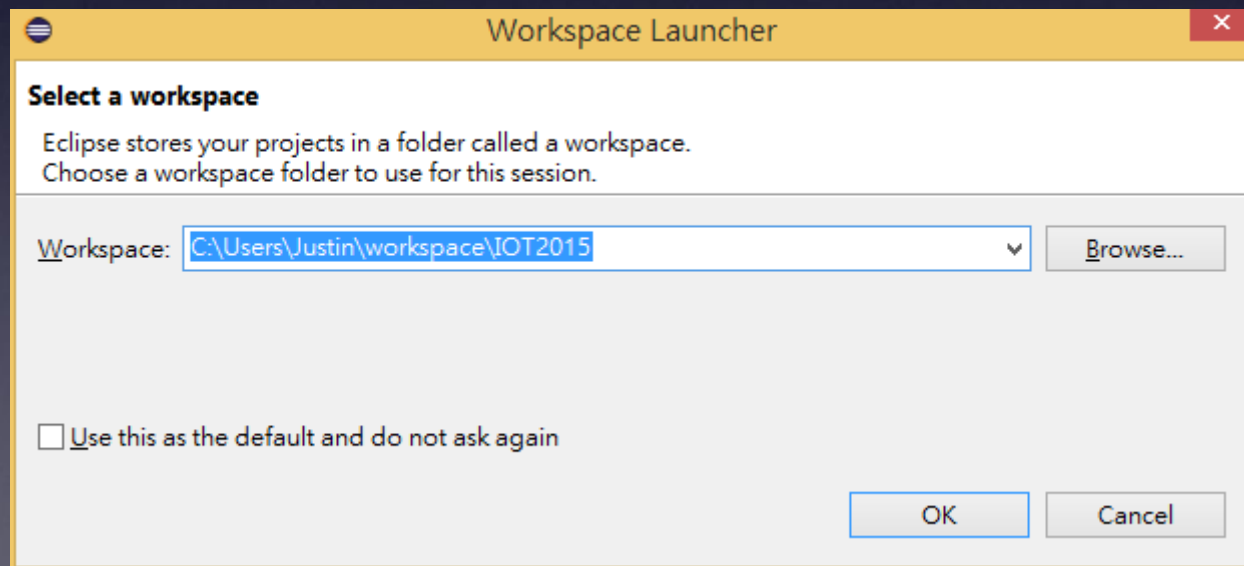 Workspace Launcher
Select a workspace
Eclipse stores your projects in a folder called a workspace.
Choose a workspace folder to use for this session.
Workspace: C:\Users\Justin\workspace\IOT2015 Browse...
Use this as the default and do not ask again
OK Cancel